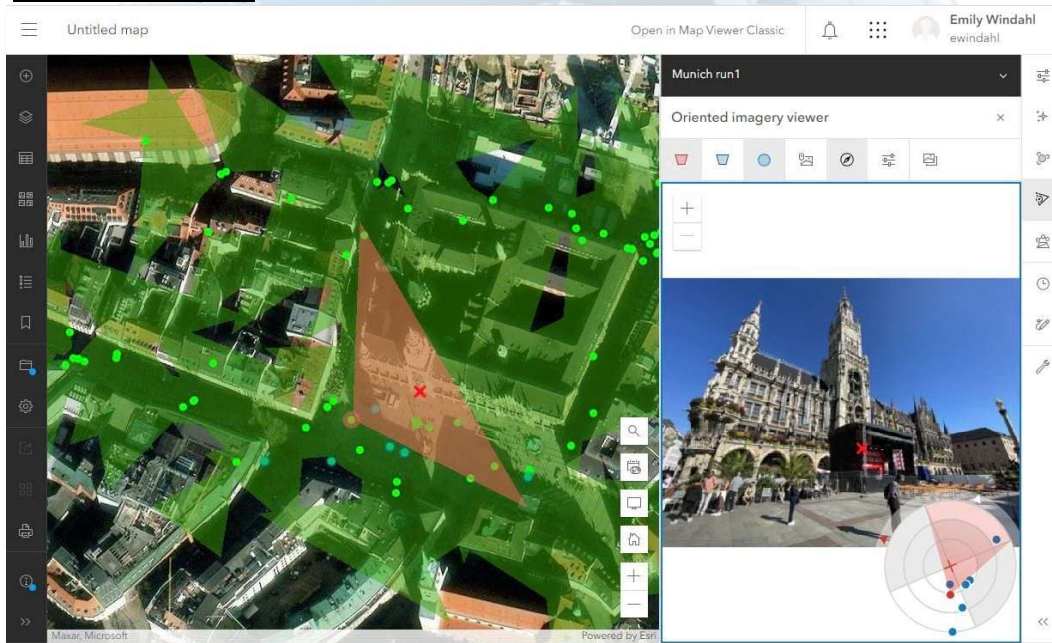 Untitled map
Open in Map Viewer Classic
Emily Windahl
ewindahl
Munich run1
Oriented imagery viewer
Maxar, Microsoft
Powered by Esri